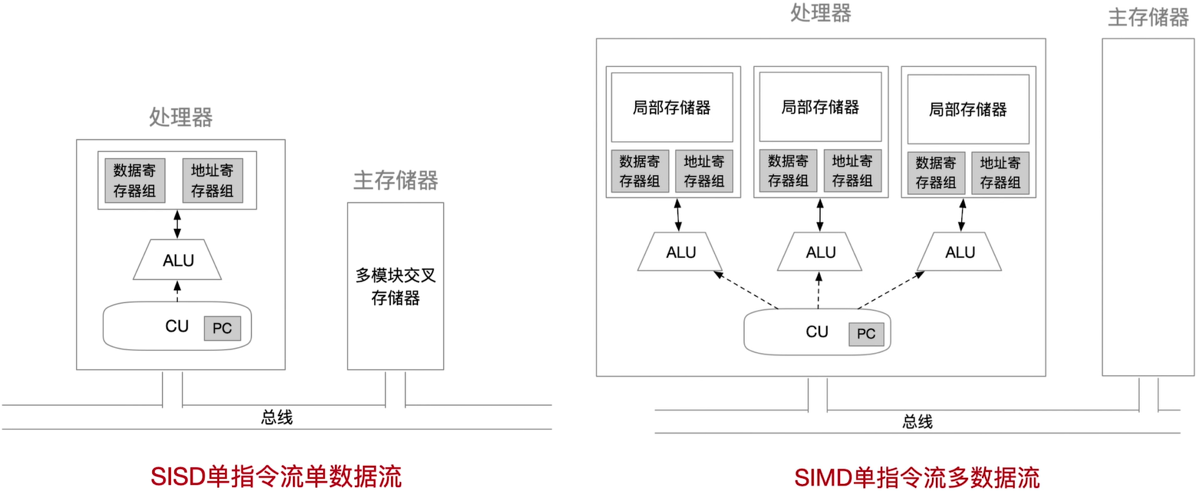 处理器
数据寄
存器组
地址寄
存器组
ALU
CU
PC
主存储器
多模块交叉
存储器
总线
SISD单指令流单数据流
处理器
局部存储器
数据寄
存器组
地址寄
存器组
局部存储器
数据寄
存器组
地址寄
存器组
局部存储器
数据寄
存器组
地址寄
存器组
ALU
ALU
ALU
CU
PC
主存储器
总线
SIMD单指令流多数据流